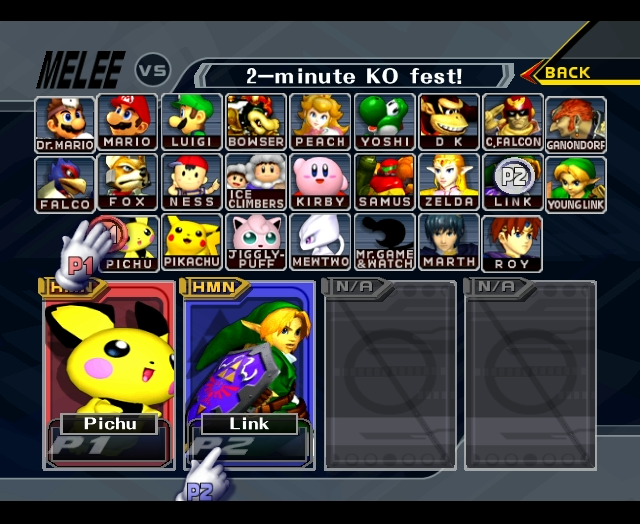 MELEE VS 2-minute KO fest! BACK
Dr.MARIO MARIO LUIGI BOWSER PEACH YOSHI D K C,FALCON GANONDORF
FALCO FOX NESS ICE CLIMBERS KIRBY SAMUS ZELDA LINK YOUNGLINK
P2
P1 PICHU PIKACHU JIGGLY-PUFF MEWTWO Mr.GAME &WATCH MARTH ROY
HMN HMN N/A N/A
Pichu Link
P1 P2
P2